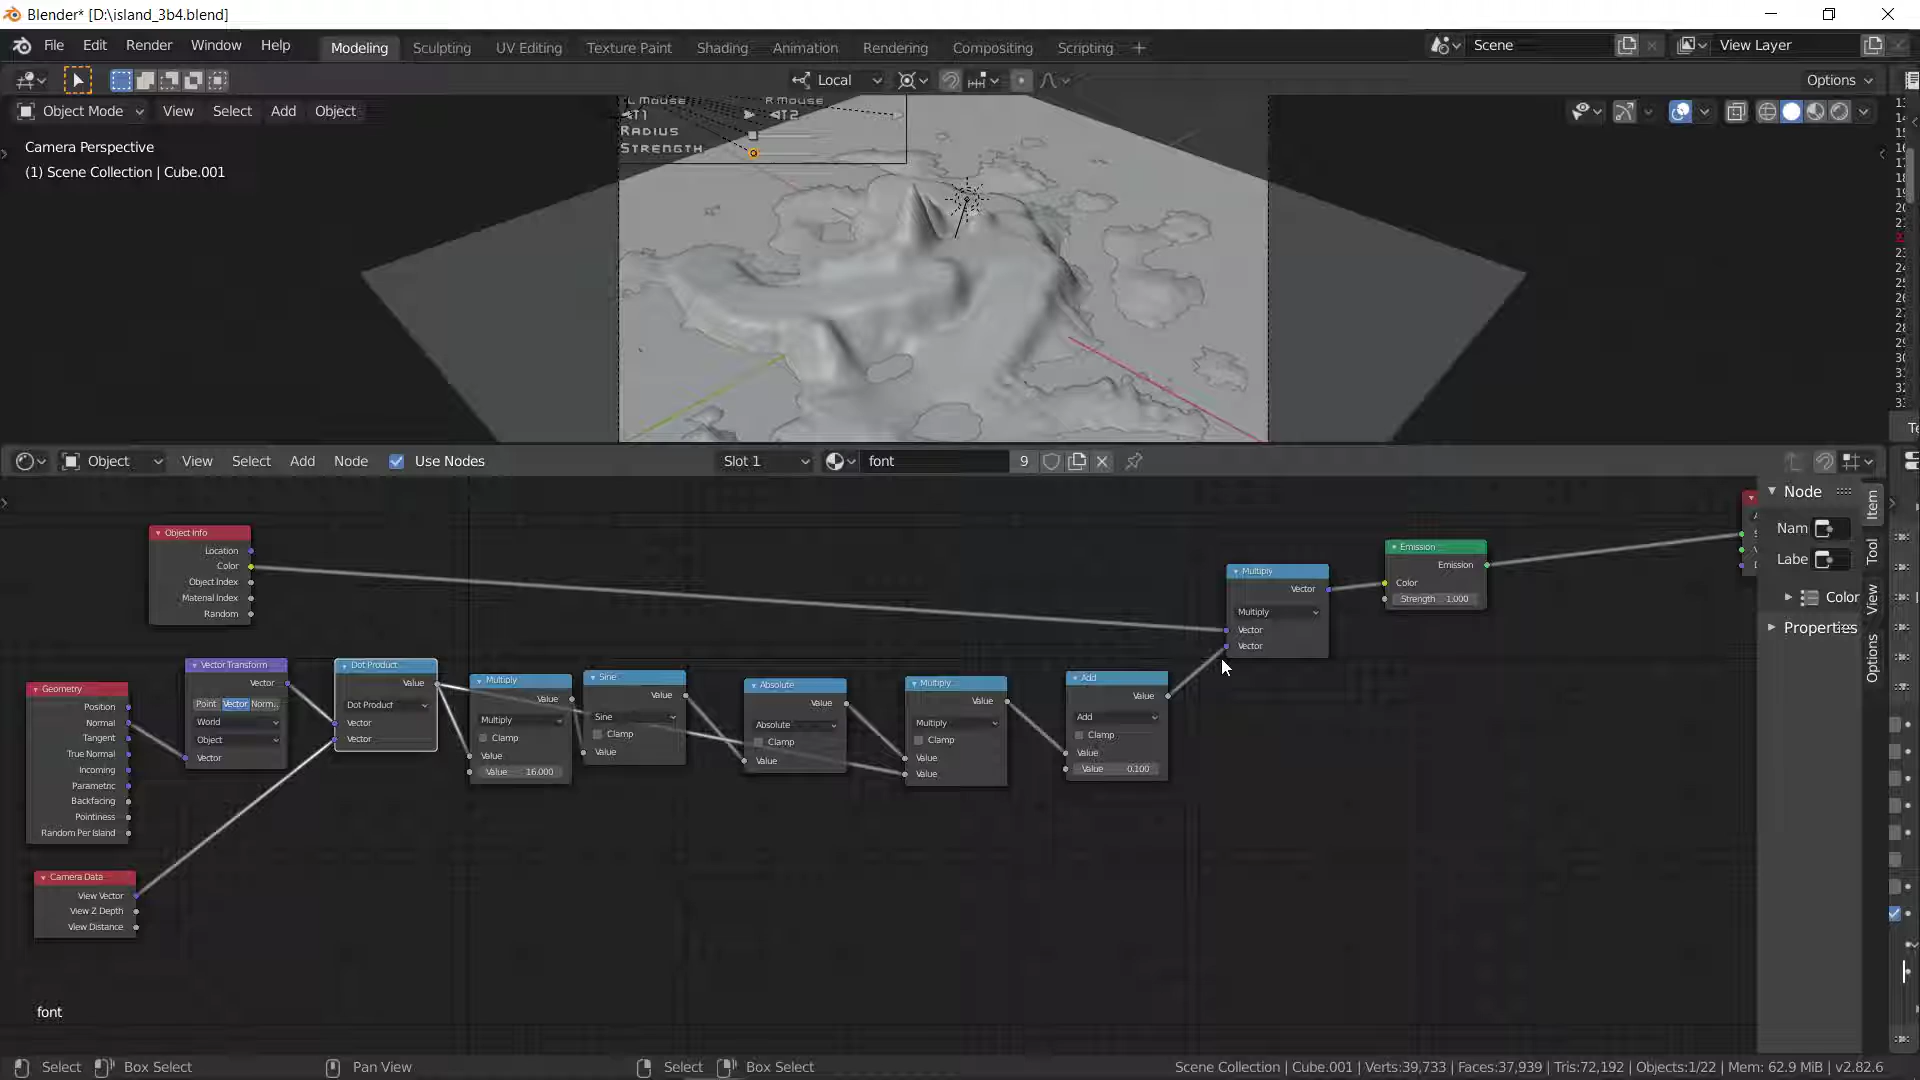 Blender* [D:\island_3b4.blend]
File Edit Render Window Help
Modeling Sculpting UV Editing Texture Paint Shading Animation Rendering Compositing Scripting
Scene
View Layer
Local
Options
Object Mode View Select Add Object
L Mouse R Mouse
T1 T2
Radius
Strength
Camera Perspective
(1) Scene Collection | Cube.001
Object View Select Add Node Use Nodes
Slot 1
font
9
Node
Nam
Labe
Color
Properties
Item
Tool
View
Options
Object Info
Location
Color
Object Index
Material Index
Random
Geometry
Position
Normal
Tangent
True Normal
Incoming
Parametric
Backfacing
Pointiness
Random Per Island
Camera Data
View Vector
View Z Depth
View Distance
Vector Transform
Vector
Point Vector Norm..
World
Object
Vector
Dot Product
Value
Dot Product
Vector
Vector
Multiply
Value
Multiply
Clamp
Value
Value 16.000
Sine
Value
Sine
Clamp
Value
Absolute
Value
Absolute
Clamp
Value
Multiply
Value
Multiply
Clamp
Value
Value
Add
Value
Add
Clamp
Value
Value 0.100
Multiply
Vector
Multiply
Vector
Vector
Emission
Emission
Color
Strength 1.000
font
Select Box Select Pan View Select Box Select
Scene Collection | Cube.001 | Verts:39,733 | Faces:37,939 | Tris:72,192 | Objects:1/22 | Mem: 62.9 MiB | v2.82.6